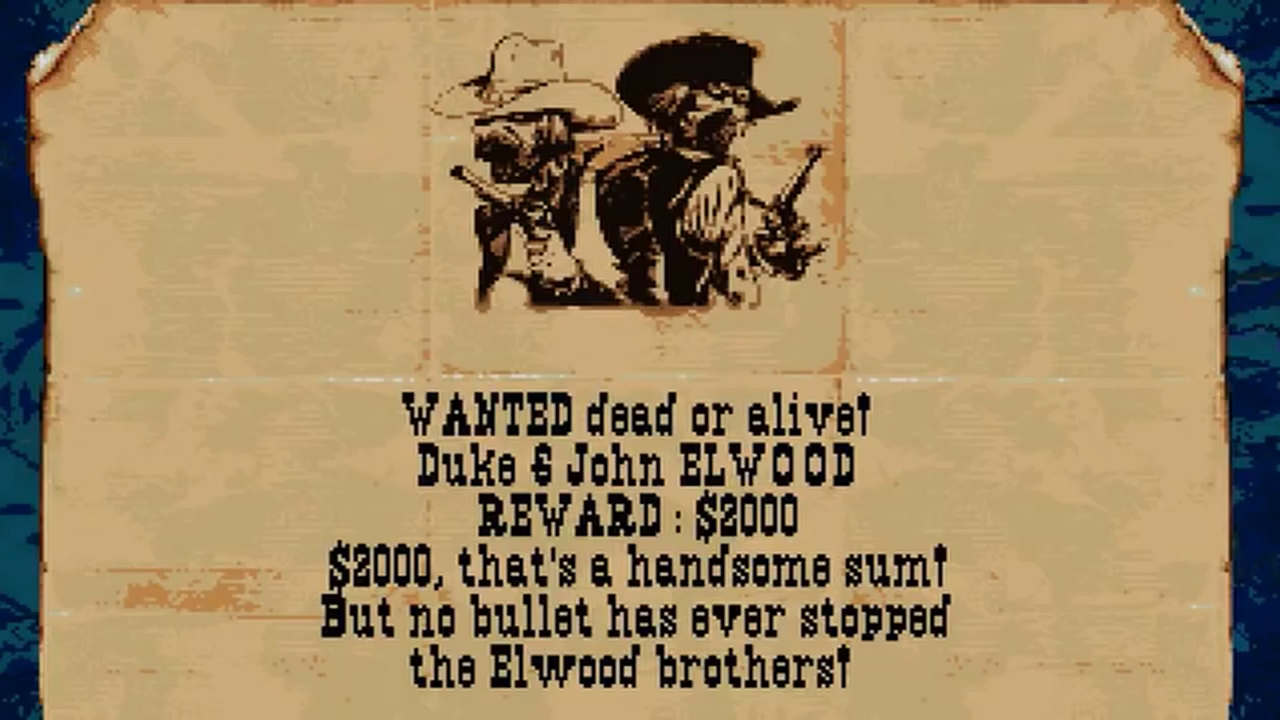 WANTED dead or alive!
Duke & John ELWOOD
REWARD : $2000
$2000, that's a handsome sum!
But no bullet has ever stopped
the Elwood brothers!